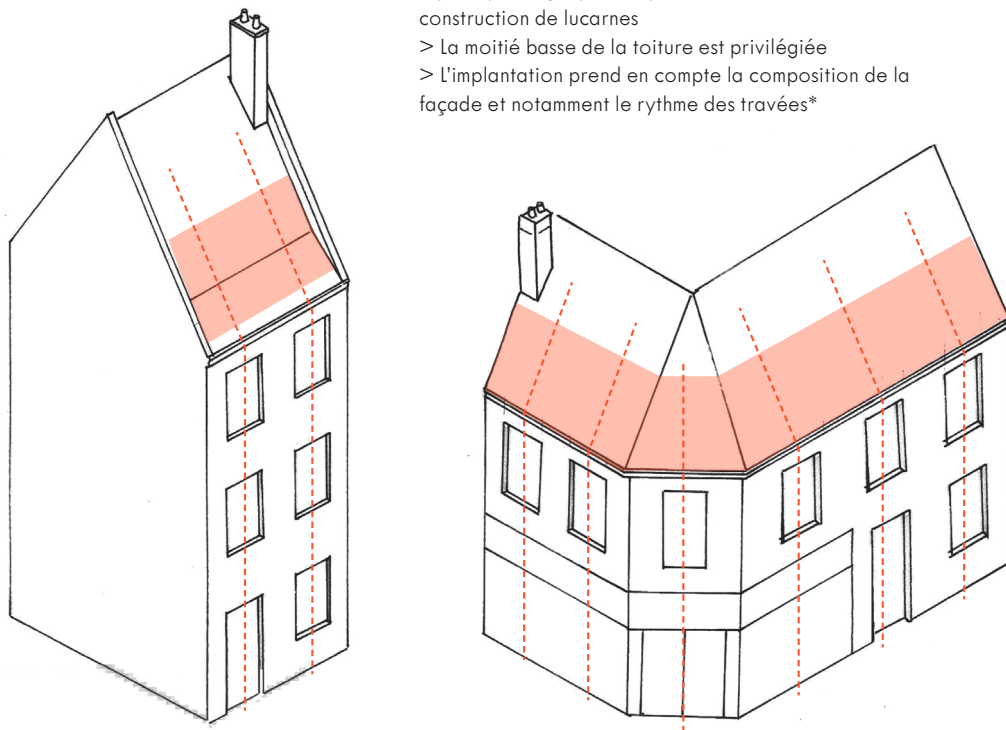 construction de lucarnes
> La moitié basse de la toiture est privilégiée
> L'implantation prend en compte la composition de la
façade et notamment le rythme des travées*